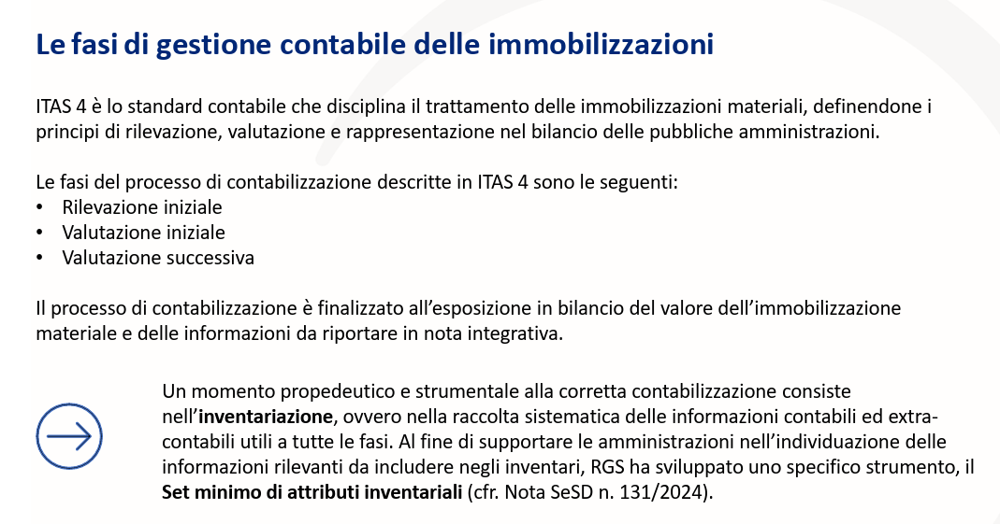 Le fasi di gestione contabile delle immobilizzazioni
ITAS 4 è lo standard contabile che disciplina il trattamento delle immobilizzazioni materiali, definendone i
principi di rilevazione, valutazione e rappresentazione nel bilancio delle pubbliche amministrazioni.
Le fasi del processo di contabilizzazione descritte in ITAS 4 sono le seguenti:
• Rilevazione iniziale
• Valutazione iniziale
• Valutazione successiva
Il processo di contabilizzazione è finalizzato all’esposizione in bilancio del valore dell’immobilizzazione
materiale e delle informazioni da riportare in nota integrativa.
Un momento propedeutico e strumentale alla corretta contabilizzazione consiste
nell’inventariazione, ovvero nella raccolta sistematica delle informazioni contabili ed extra-
contabili utili a tutte le fasi. Al fine di supportare le amministrazioni nell’individuazione delle
informazioni rilevanti da includere negli inventari, RGS ha sviluppato uno specifico strumento, il
Set minimo di attributi inventariali (cfr. Nota SeSD n. 131/2024).